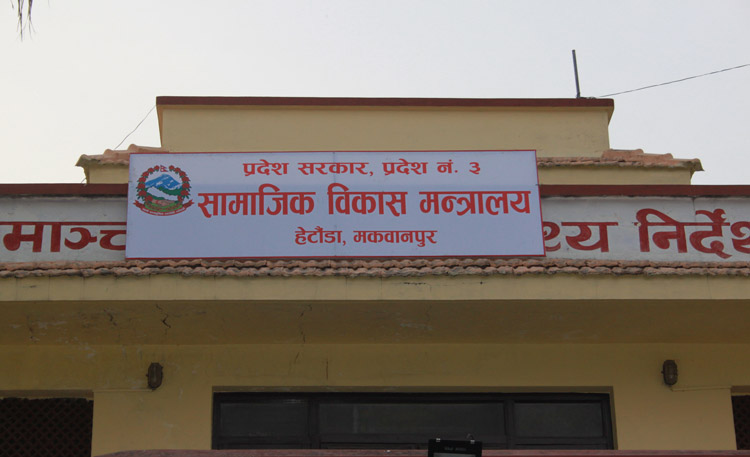 प्रदेश सरकार, प्रदेश नं. ३
सामाजिक विकास मन्त्रालय
हेटौंडा, मकवानपुर